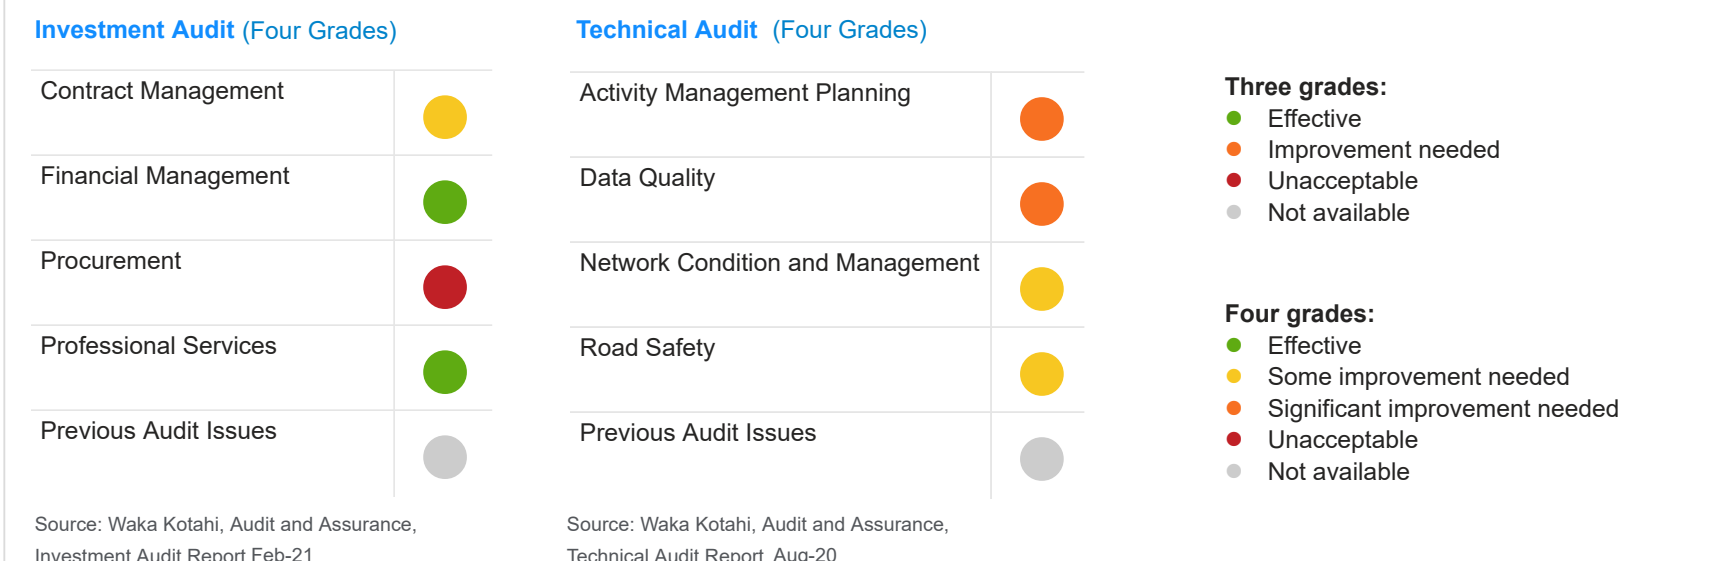 Investment Audit (Four Grades)
Contract Management
Financial Management
Procurement
Professional Services
Previous Audit Issues
Source: Waka Kotahi, Audit and Assurance,
Investment Audit Report Feb-21
Technical Audit (Four Grades)
Activity Management Planning
Data Quality
Network Condition and Management
Road Safety
Previous Audit Issues
Source: Waka Kotahi, Audit and Assurance,
Technical Audit Report Aug-20
Three grades:
Effective
Improvement needed
Unacceptable
Not available
Four grades:
Effective
Some improvement needed
Significant improvement needed
Unacceptable
Not available